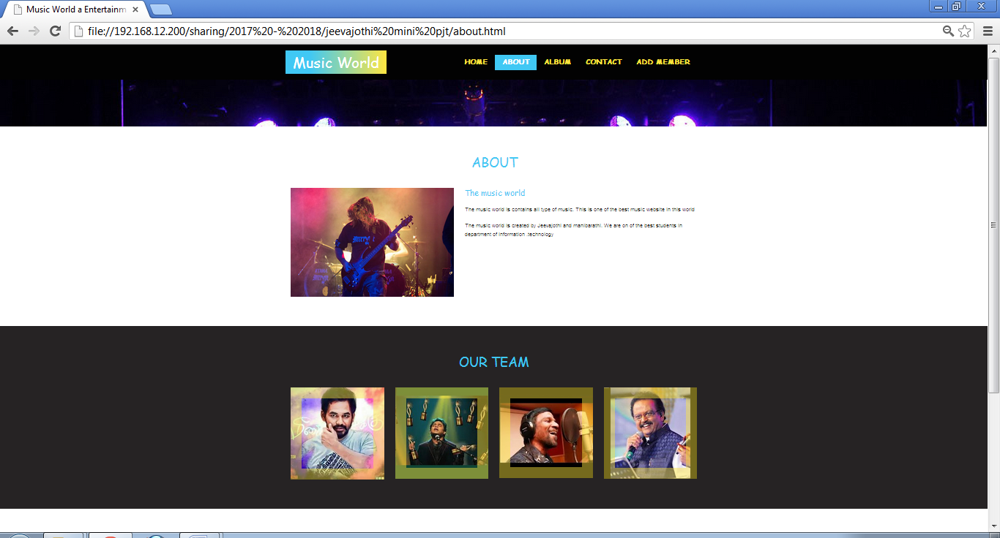 Music World a Entertainm
file://192.168.12.200/sharing/2017%20-%202018/jeevajothi%20mini%20pjt/about.html
Music World HOME ABOUT ALBUM CONTACT ADD MEMBER
ABOUT
The music world
The music world is contains all type of music. This is one of the best music website in this world
The music world is created by Jeevajothi and manibarathi, We are on of the best students in
department of information .technology
OUR TEAM